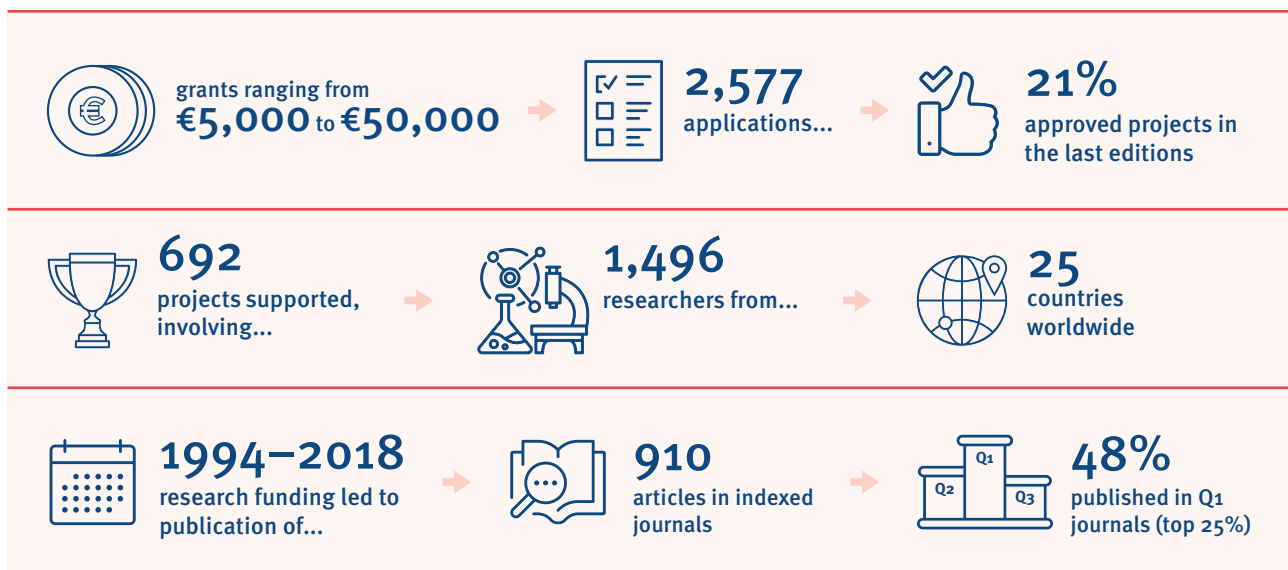 grants ranging from
€5,000 to €50,000
2,577
applications...
21%
approved projects in
the last editions
692
projects supported,
involving...
1,496
researchers from...
25
countries
worldwide
1994–2018
research funding led to
publication of...
910
articles in indexed
journals
Q1
Q2
Q3
48%
published in Q1
journals (top 25%)